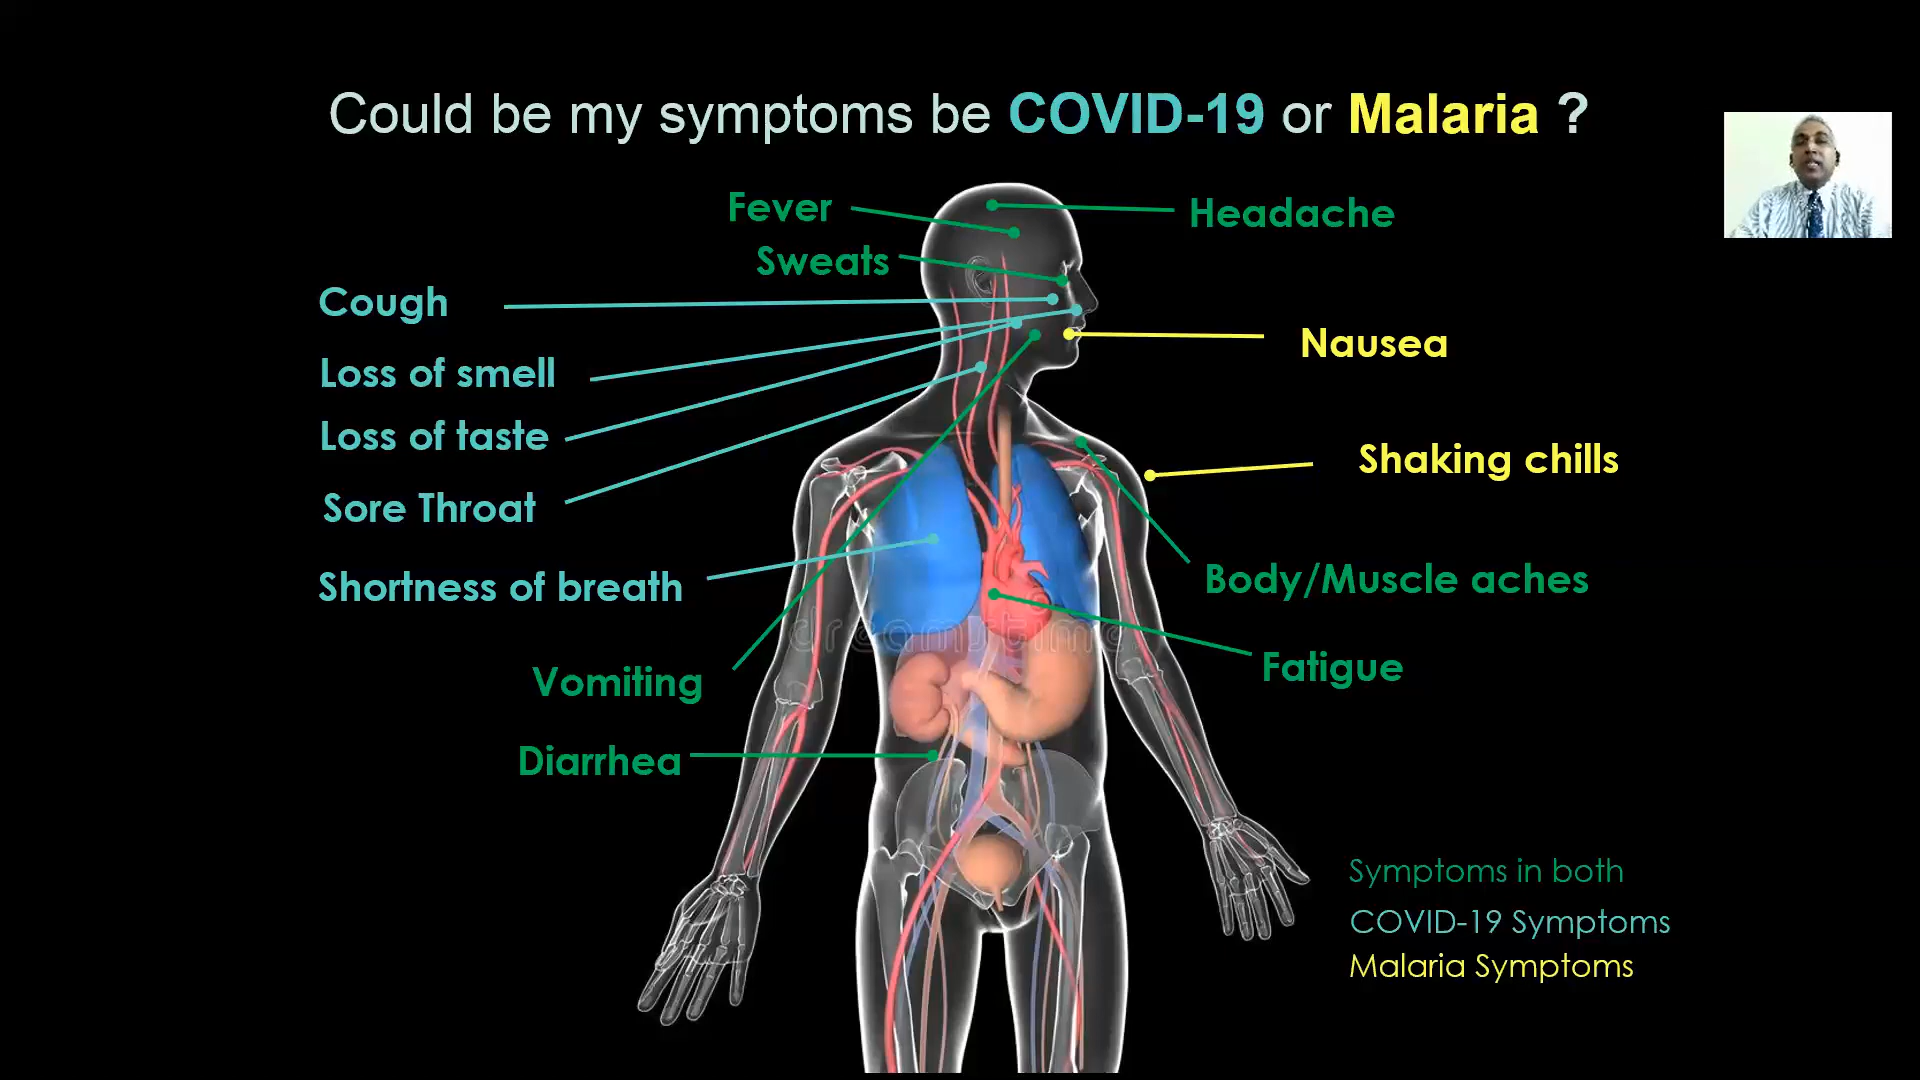 Could be my symptoms be COVID-19 or Malaria ?
Fever
Headache
Sweats
Cough
Nausea
Loss of smell
Loss of taste
Shaking chills
Sore Throat
Body/Muscle aches
Shortness of breath
Fatigue
Vomiting
Diarrhea
Symptoms in both
COVID-19 Symptoms
Malaria Symptoms
dreamstime